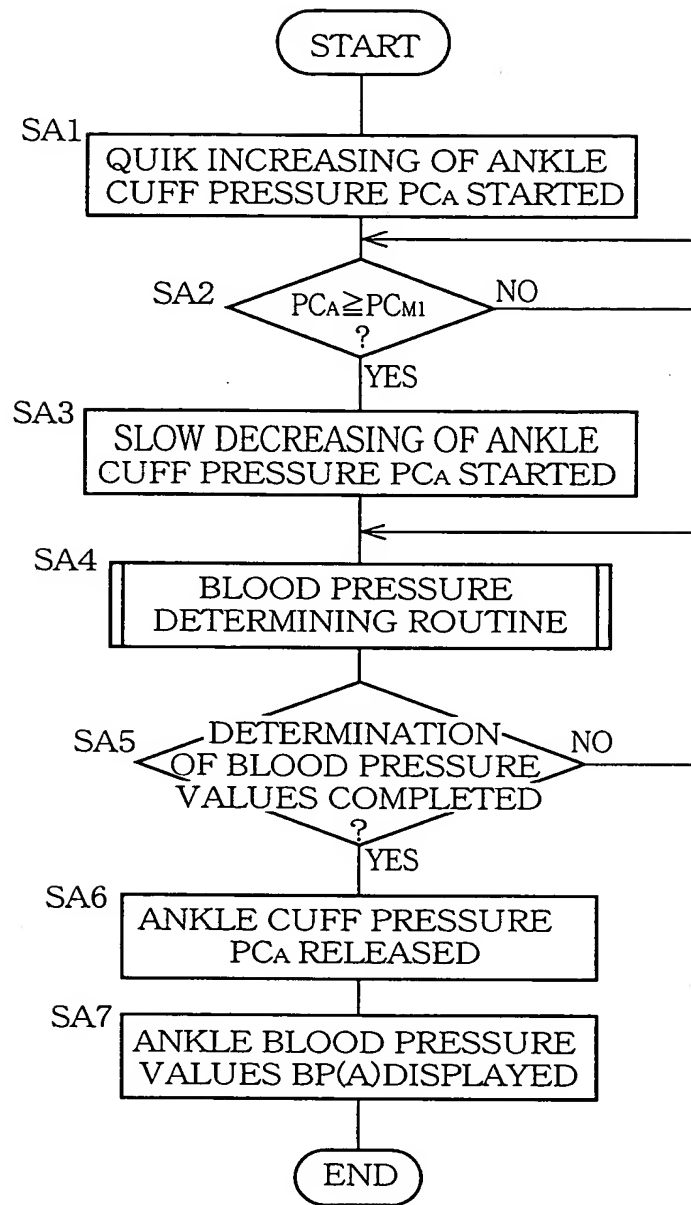 START
SA1
QUIK INCREASING OF ANKLE
CUFF PRESSURE PCA STARTED
SA2
PCA≧PCM1
?
NO
YES
SA3
SLOW DECREASING OF ANKLE
CUFF PRESSURE PCA STARTED
SA4
BLOOD PRESSURE
DETERMINING ROUTINE
SA5
DETERMINATION
OF BLOOD PRESSURE
VALUES COMPLETED
?
NO
YES
SA6
ANKLE CUFF PRESSURE
PCA RELEASED
SA7
ANKLE BLOOD PRESSURE
VALUES BP(A)DISPLAYED
END